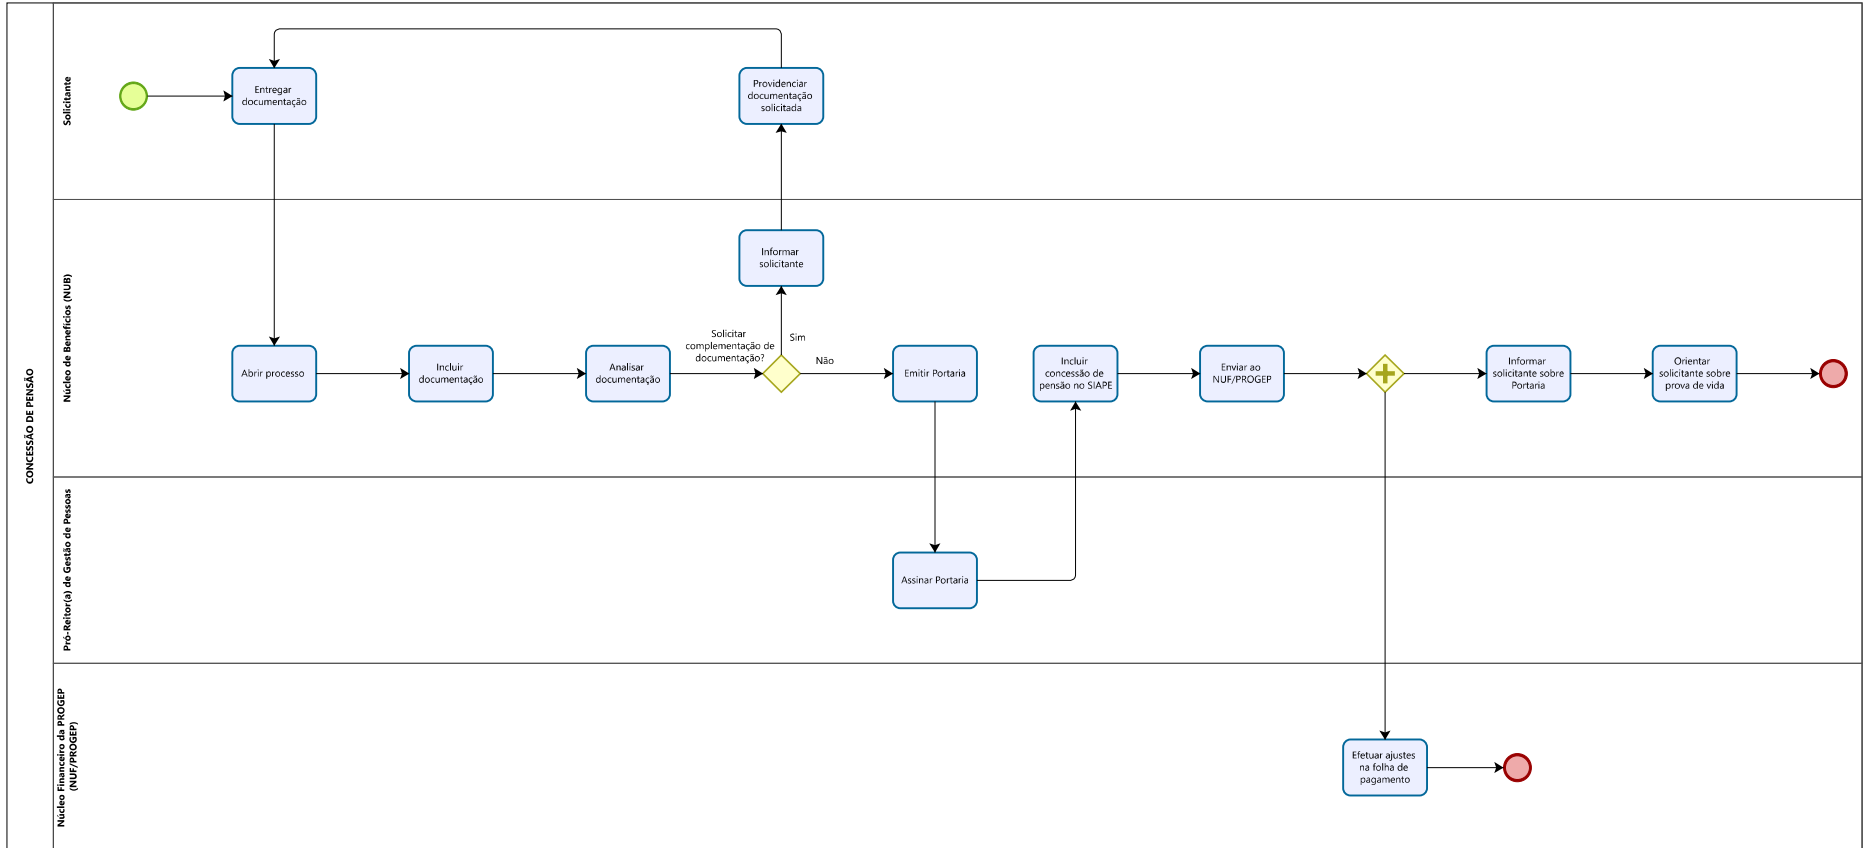 CONCESSÃO DE PENSÃO
Solicitante
Entregar
documentação
Providenciar
documentação
solicitada
Núcleo de Benefícios (NUB)
Informar
solicitante
Abrir processo
Incluir
documentação
Analisar
documentação
Solicitar
complementação de
documentação?
Sim
Não
Emitir Portaria
Incluir
concessão de
pensão no SIAPE
Enviar ao
NUF/PROGEP
Informar
solicitante sobre
Portaria
Orientar
solicitante sobre
prova de vida
Pró-Reitor(a) de Gestão de Pessoas
Assinar Portaria
Núcleo Financeiro da PROGEP
(NUF/PROGEP)
Efetuar ajustes
na folha de
pagamento